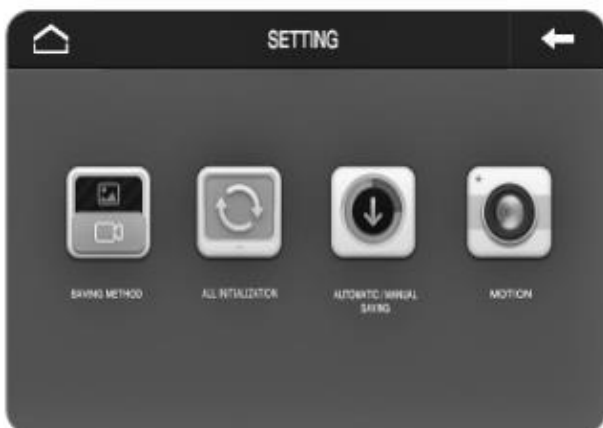 SETTING
SAVING METHOD
ALL INITIALIZATION
AUTOMATIC / MANUAL
SAVING
MOTION